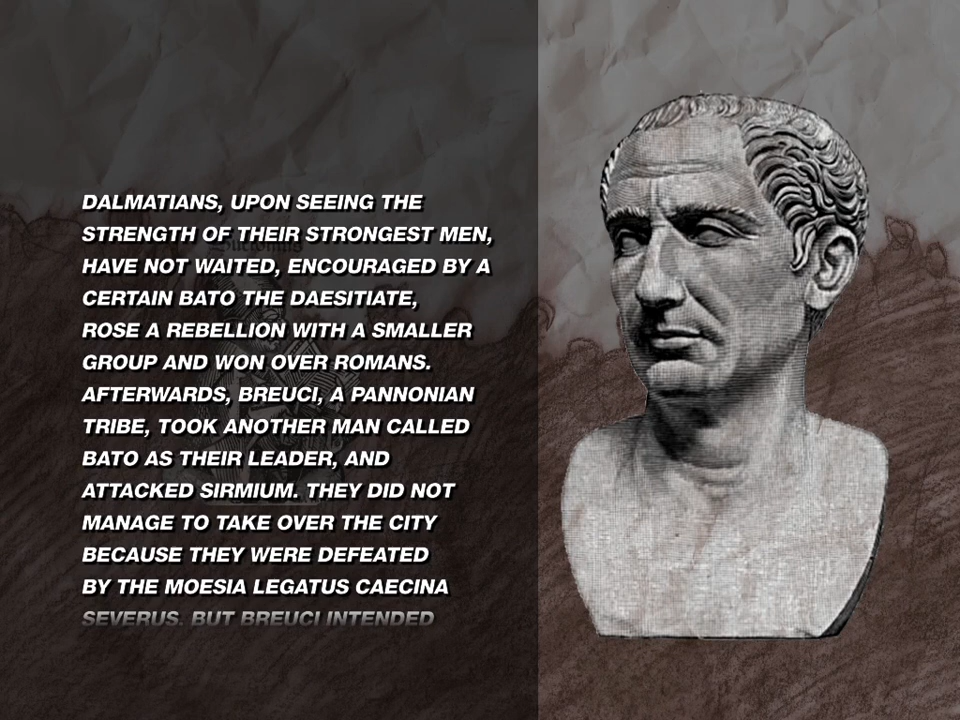 DALMATIANS, UPON SEEING THE
STRENGTH OF THEIR STRONGEST MEN,
HAVE NOT WAITED, ENCOURAGED BY A
CERTAIN BATO THE DAESITIATE,
ROSE A REBELLION WITH A SMALLER
GROUP AND WON OVER ROMANS.
AFTERWARDS, BREUCI, A PANNONIAN
TRIBE, TOOK ANOTHER MAN CALLED
BATO AS THEIR LEADER, AND
ATTACKED SIRMIUM. THEY DID NOT
MANAGE TO TAKE OVER THE CITY
BECAUSE THEY WERE DEFEATED
BY THE MOESIA LEGATUS CAECINA
SEVERUS. BUT BREUCI INTENDED